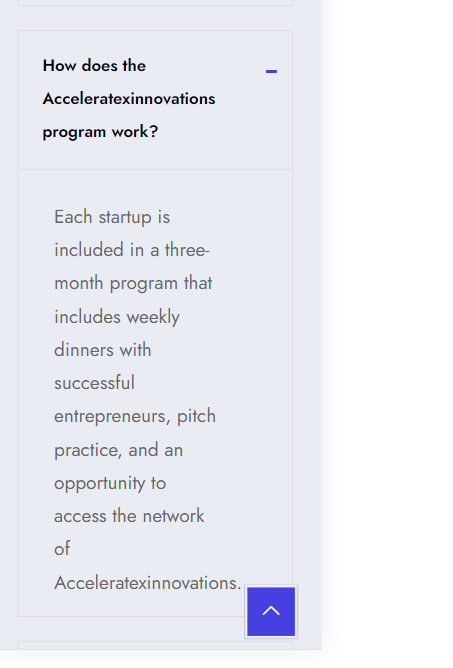 How does the
Acceleratexinnovations
program work?
Each startup is
included in a three-
month program that
includes weekly
dinners with
successful
entrepreneurs, pitch
practice, and an
opportunity to
access the network
of
Acceleratexinnovations.